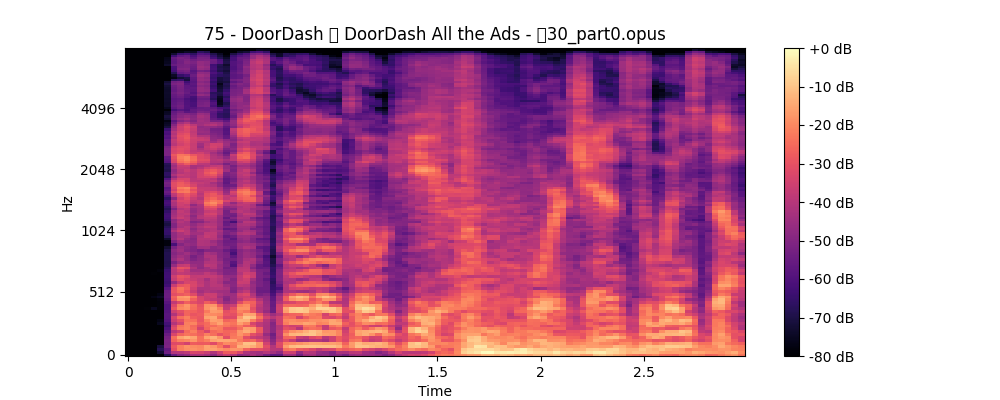 75 - DoorDash ▯ DoorDash All the Ads - ▯30_part0.opus
Hz
4096
2048
1024
512
0
0
0.5
1
1.5
2
2.5
Time
+0 dB
-10 dB
-20 dB
-30 dB
-40 dB
-50 dB
-60 dB
-70 dB
-80 dB